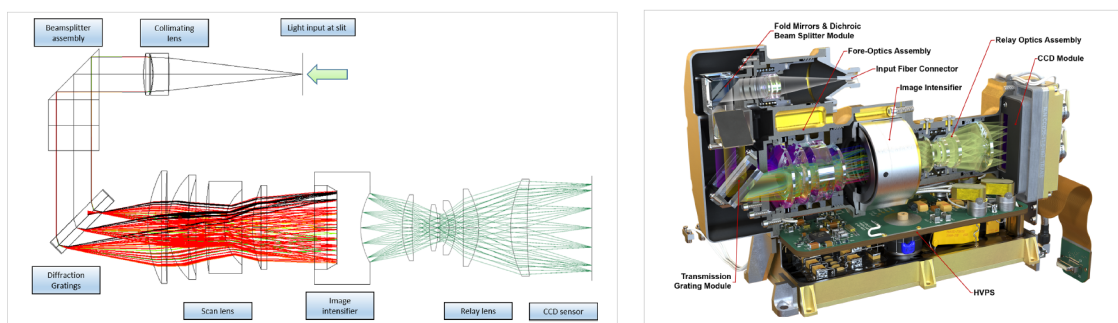 Beamsplitter
assembly
Collimating
lens
Light input at slit
Diffraction
Gratings
Scan lens
Image
intensifier
Relay lens
CCD sensor
Fold Mirrors & Dichroic
Beam Splitter Module
Fore-Optics Assembly
Relay Optics Assembly
CCD Module
Input Fiber Connector
Image Intensifier
Transmission
Grating Module
HVPS